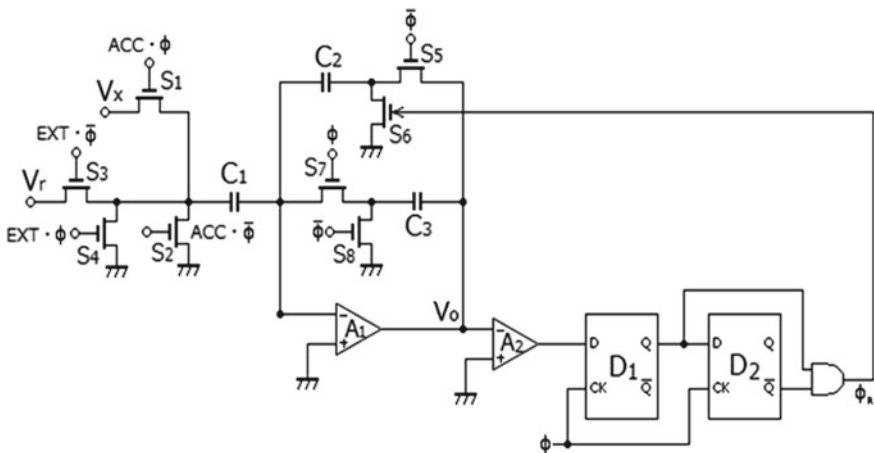 Φ̅
C2 S5
ACC · Φ
Vx S1
S6
EXT · Φ̅
Φ
Vr S3 C1 S7
C3
EXT · Φ S4 S2 ACC · Φ̅ Φ̅ S8
− A1 + Vo
− A2 +
D Q D Q
D1 D2
CK Q̅ CK Q̅
ΦR
Φ